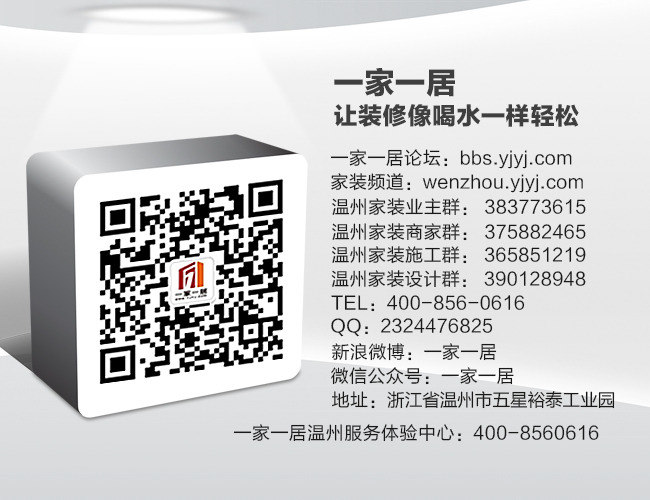 一家一居
让装修像喝水一样轻松
一家一居论坛：bbs.yjyj.com
家装频道：wenzhou.yjyj.com
温州家装业主群： 383773615
温州家装商家群： 375882465
温州家装施工群： 365851219
温州家装设计群： 390128948
TEL：400-856-0616
QQ：2324476825
新浪微博：一家一居
微信公众号：一家一居
地址：浙江省温州市五星裕泰工业园
一家一居温州服务体验中心：400-8560616
一家一居